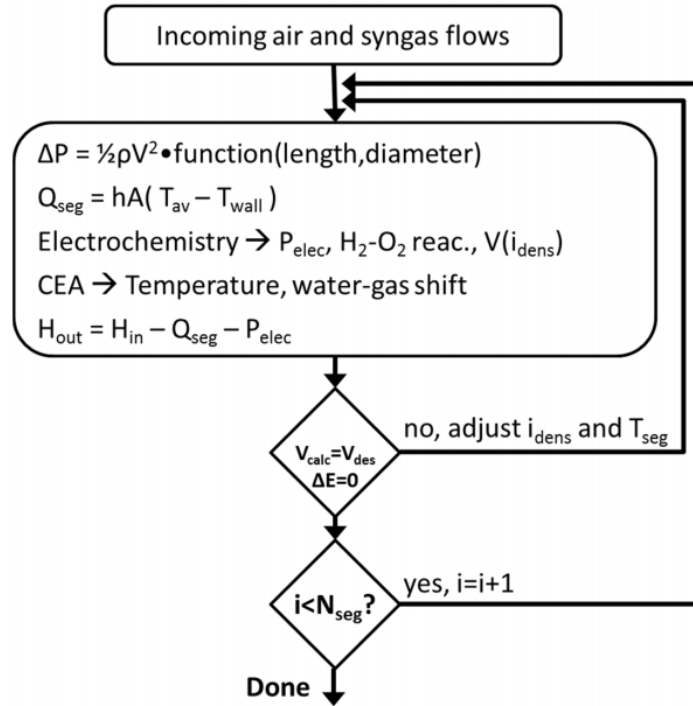 Incoming air and syngas flows
ΔP = ½ρV²•function(length,diameter)
Q_seg = hA( T_av – T_wall )
Electrochemistry → P_elec, H₂-O₂ reac., V(i_dens)
CEA → Temperature, water-gas shift
H_out = H_in – Q_seg – P_elec
V_calc=V_des
ΔE=0
no, adjust i_dens and T_seg
i<N_seg?
yes, i=i+1
Done